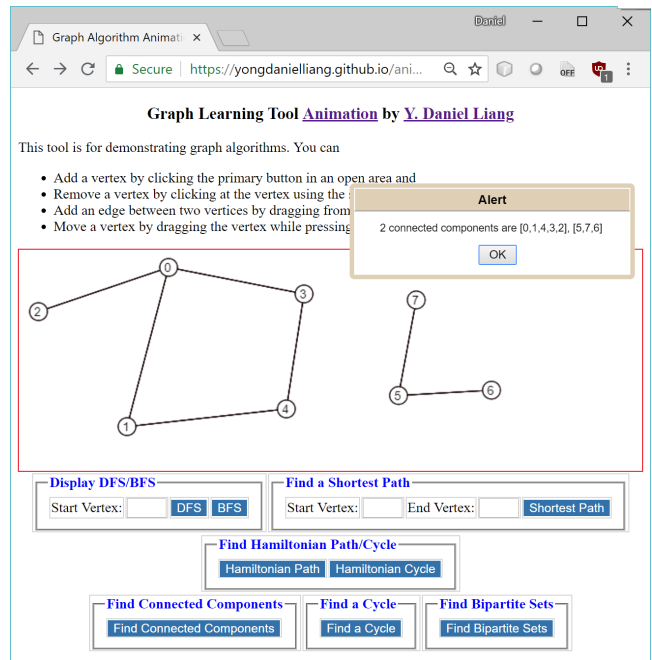 Daniel
Graph Algorithm Animati
Secure https://yongdanielliang.github.io/ani...
OFF
1
Graph Learning Tool Animation by Y. Daniel Liang
This tool is for demonstrating graph algorithms. You can
Add a vertex by clicking the primary button in an open area and
Remove a vertex by clicking at the vertex using the
Add an edge between two vertices by dragging from
Move a vertex by dragging the vertex while pressing
Alert
2 connected components are [0,1,4,3,2], [5,7,6]
OK
0
3
7
2
6
5
4
1
Display DFS/BFS
Start Vertex: DFS BFS
Find a Shortest Path
Start Vertex: End Vertex: Shortest Path
Find Hamiltonian Path/Cycle
Hamiltonian Path Hamiltonian Cycle
Find Connected Components
Find Connected Components
Find a Cycle
Find a Cycle
Find Bipartite Sets
Find Bipartite Sets